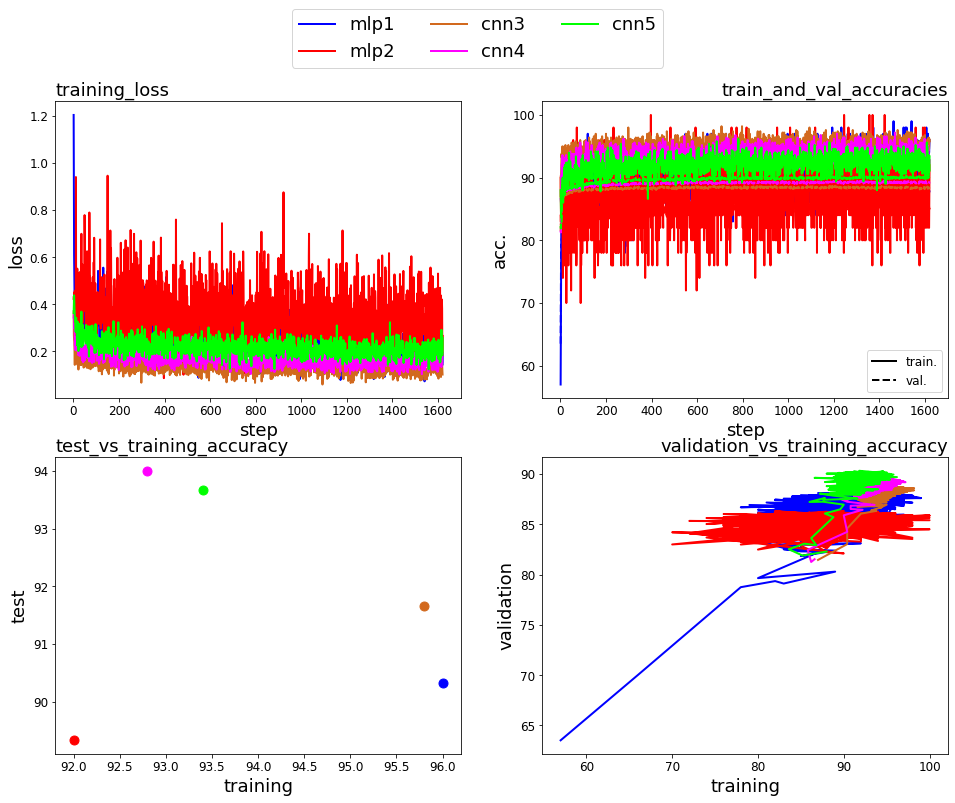 mlp1 cnn3 cnn5
mlp2 cnn4
training_loss
train_and_val_accuracies
1.2
1.0
0.8
0.6
0.4
0.2
loss
0 200 400 600 800 1000 1200 1400 1600
step
100
90
80
70
60
acc.
train.
val.
0 200 400 600 800 1000 1200 1400 1600
step
test_vs_training_accuracy
validation_vs_training_accuracy
94
93
92
91
90
test
92.0 92.5 93.0 93.5 94.0 94.5 95.0 95.5 96.0
training
90
85
80
75
70
65
validation
60 70 80 90 100
training